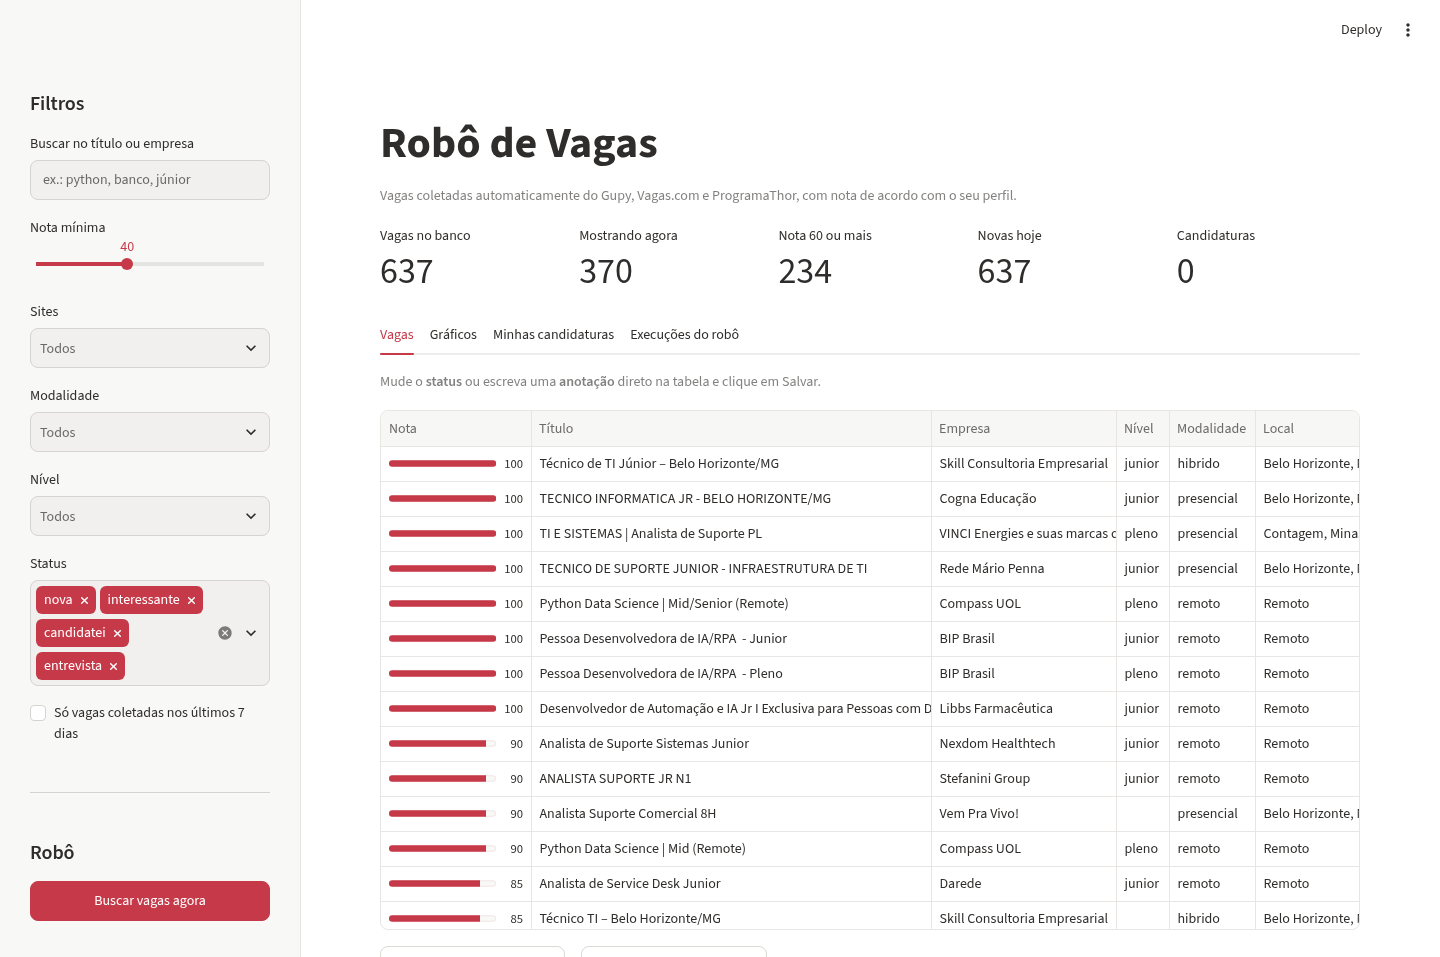 Deploy
Filtros
Buscar no título ou empresa
ex.: python, banco, júnior
Nota mínima
40
Sites
Todos
Modalidade
Todos
Nível
Todos
Status
nova × interessante ×
candidatei ×
entrevista ×
Só vagas coletadas nos últimos 7
dias
Robô
Buscar vagas agora
Robô de Vagas
Vagas coletadas automaticamente do Gupy, Vagas.com e ProgramaThor, com nota de acordo com o seu perfil.
Vagas no banco Mostrando agora Nota 60 ou mais Novas hoje Candidaturas
637 370 234 637 0
Vagas Gráficos Minhas candidaturas Execuções do robô
Mude o status ou escreva uma anotação direto na tabela e clique em Salvar.
Nota Título Empresa Nível Modalidade Local
100 Técnico de TI Júnior – Belo Horizonte/MG Skill Consultoria Empresarial junior hibrido Belo Horizonte,
100 TECNICO INFORMATICA JR - BELO HORIZONTE/MG Cogna Educação junior presencial Belo Horizonte,
100 TI E SISTEMAS | Analista de Suporte PL VINCI Energies e suas marcas pleno presencial Contagem, Mina
100 TECNICO DE SUPORTE JUNIOR - INFRAESTRUTURA DE TI Rede Mário Penna junior presencial Belo Horizonte,
100 Python Data Science | Mid/Senior (Remote) Compass UOL pleno remoto Remoto
100 Pessoa Desenvolvedora de IA/RPA  - Junior BIP Brasil junior remoto Remoto
100 Pessoa Desenvolvedora de IA/RPA  - Pleno BIP Brasil pleno remoto Remoto
100 Desenvolvedor de Automação e IA Jr I Exclusiva para Pessoas com D Libbs Farmacêutica junior remoto Remoto
90 Analista de Suporte Sistemas Junior Nexdom Healthtech junior remoto Remoto
90 ANALISTA SUPORTE JR N1 Stefanini Group junior remoto Remoto
90 Analista Suporte Comercial 8H Vem Pra Vivo! presencial Belo Horizonte,
90 Python Data Science | Mid (Remote) Compass UOL pleno remoto Remoto
85 Analista de Service Desk Junior Darede junior remoto Remoto
85 Técnico TI – Belo Horizonte/MG Skill Consultoria Empresarial hibrido Belo Horizonte,